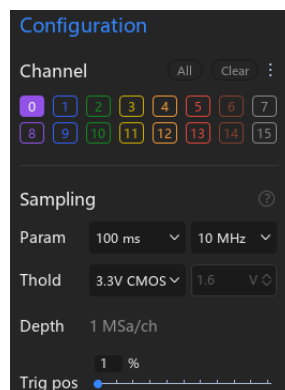 Configuration
Channel All Clear
0 1 2 3 4 5 6 7
8 9 10 11 12 13 14 15
Sampling ?
Param 100 ms 10 MHz
Thold 3.3V CMOS 1.6 V
Depth 1 MSa/ch
1 %
Trig pos